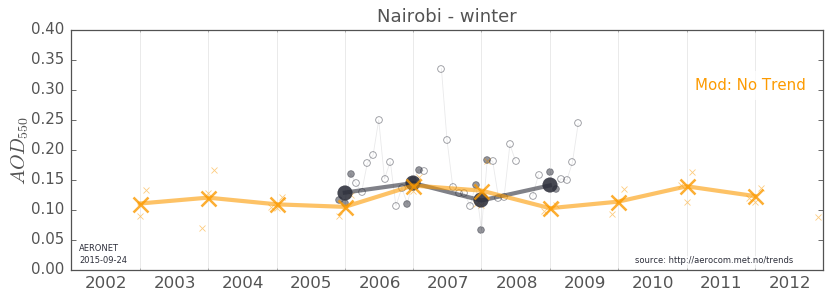 Nairobi - winter
0.40
0.35
0.30
0.25
0.20
0.15
0.10
0.05
0.00
AOD550
Mod: No Trend
AERONET
2015-09-24
source: http://aerocom.met.no/trends
2002 2003 2004 2005 2006 2007 2008 2009 2010 2011 2012